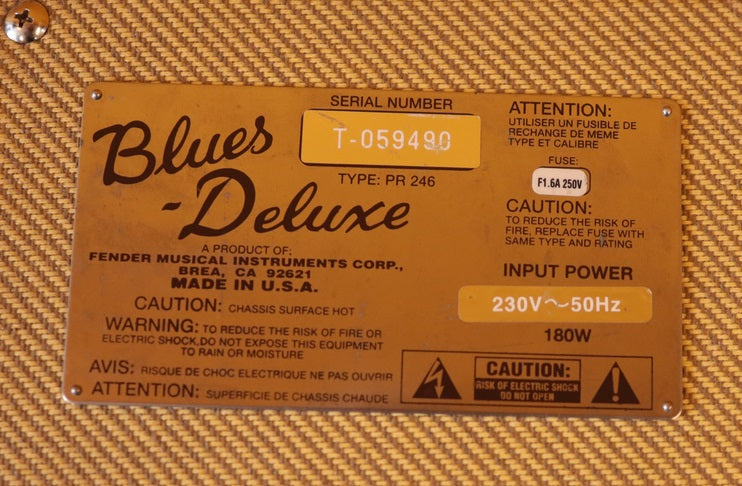 Blues
-Deluxe
SERIAL NUMBER
T-059490
TYPE: PR 246
A PRODUCT OF:
FENDER MUSICAL INSTRUMENTS CORP.,
BREA, CA 92621
MADE IN U.S.A.
CAUTION: CHASSIS SURFACE HOT
WARNING: TO REDUCE THE RISK OF FIRE OR
ELECTRIC SHOCK,DO NOT EXPOSE THIS EQUIPMENT
TO RAIN OR MOISTURE
AVIS: RISQUE DE CHOC ELECTRIQUE NE PAS OUVRIR
ATTENTION: SUPERFICIE DE CHASSIS CHAUDE
ATTENTION:
UTILISER UN FUSIBLE DE
RECHANGE DE MEME
TYPE ET CALIBRE
FUSE:
F1.6A 250V
CAUTION:
TO REDUCE THE RISK OF
FIRE, REPLACE FUSE WITH
SAME TYPE AND RATING
INPUT POWER
230V~50Hz
180W
CAUTION:
RISK OF ELECTRIC SHOCK
DO NOT OPEN